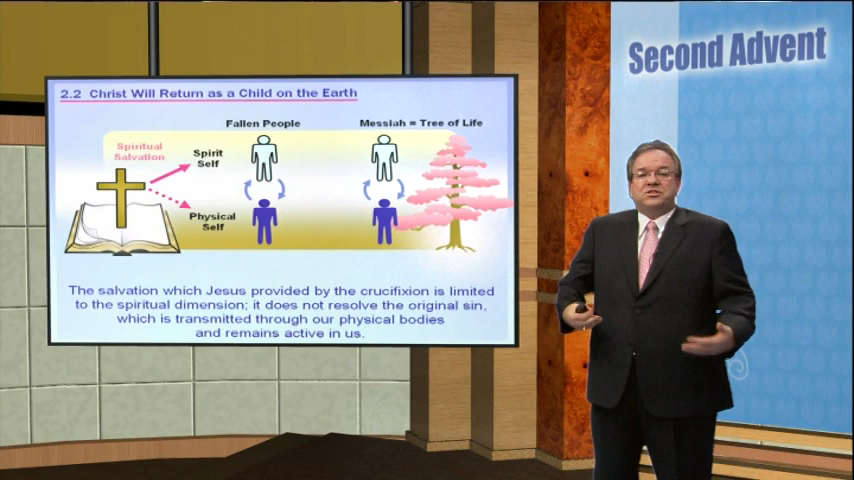 Second Advent
2.2 Christ Will Return as a Child on the Earth
Fallen People
Messiah = Tree of Life
Spiritual
Salvation
Spirit
Self
Physical
Self
The salvation which Jesus provided by the crucifixion is limited
to the spiritual dimension; it does not resolve the original sin,
which is transmitted through our physical bodies
and remains active in us.